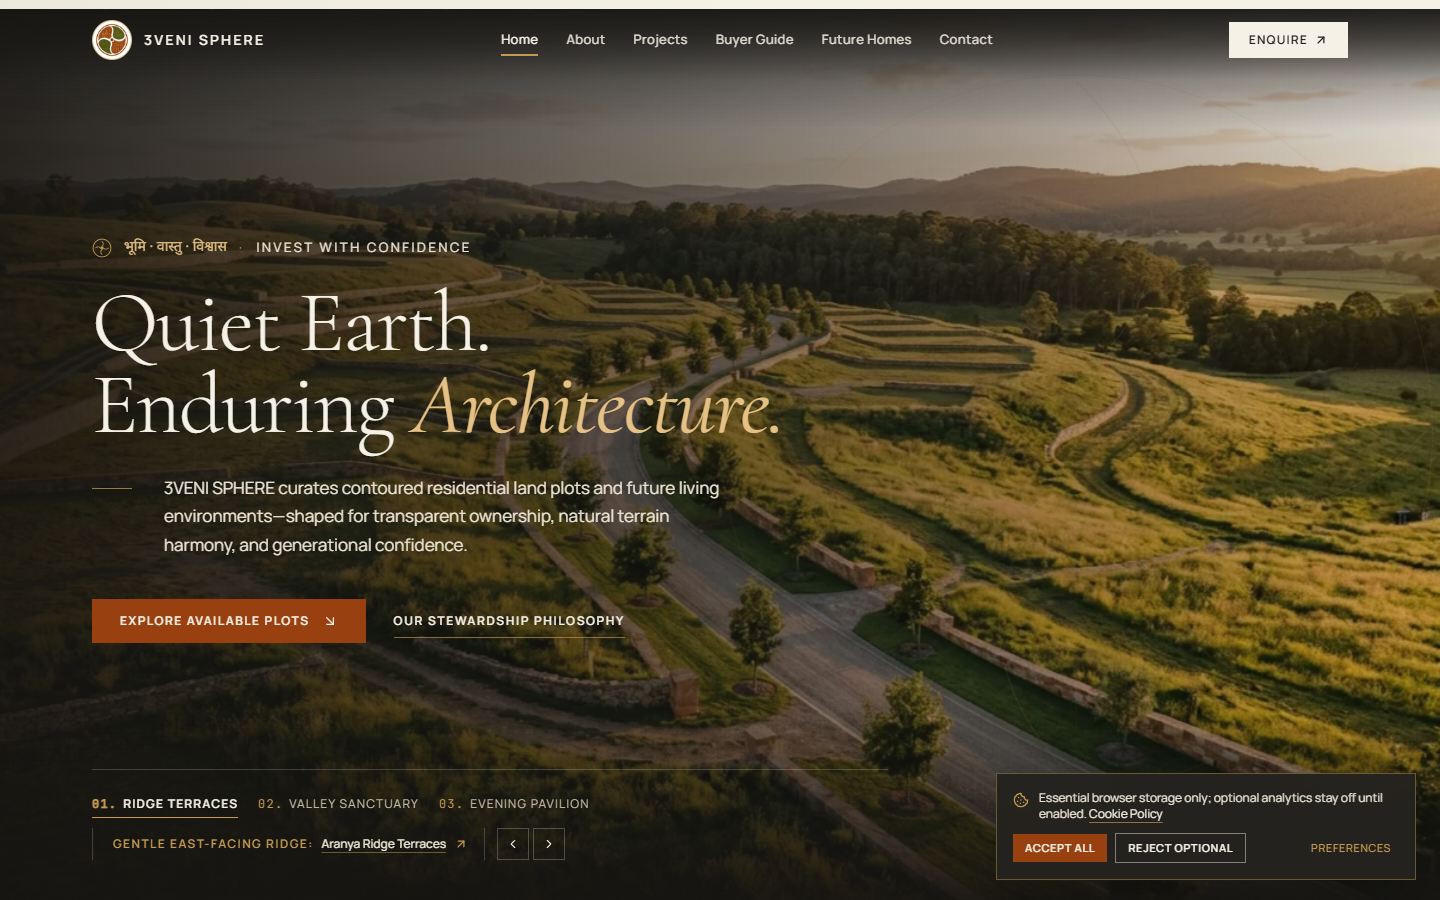 3VENI SPHERE
Home
About
Projects
Buyer Guide
Future Homes
Contact
ENQUIRE
भूमि · वास्तु · विश्वास · INVEST WITH CONFIDENCE
Quiet Earth.
Enduring Architecture.
3VENI SPHERE curates contoured residential land plots and future living
environments—shaped for transparent ownership, natural terrain
harmony, and generational confidence.
EXPLORE AVAILABLE PLOTS
OUR STEWARDSHIP PHILOSOPHY
01. RIDGE TERRACES
02. VALLEY SANCTUARY
03. EVENING PAVILION
GENTLE EAST-FACING RIDGE: Aranya Ridge Terraces
Essential browser storage only; optional analytics stay off until
enabled. Cookie Policy
ACCEPT ALL
REJECT OPTIONAL
PREFERENCES